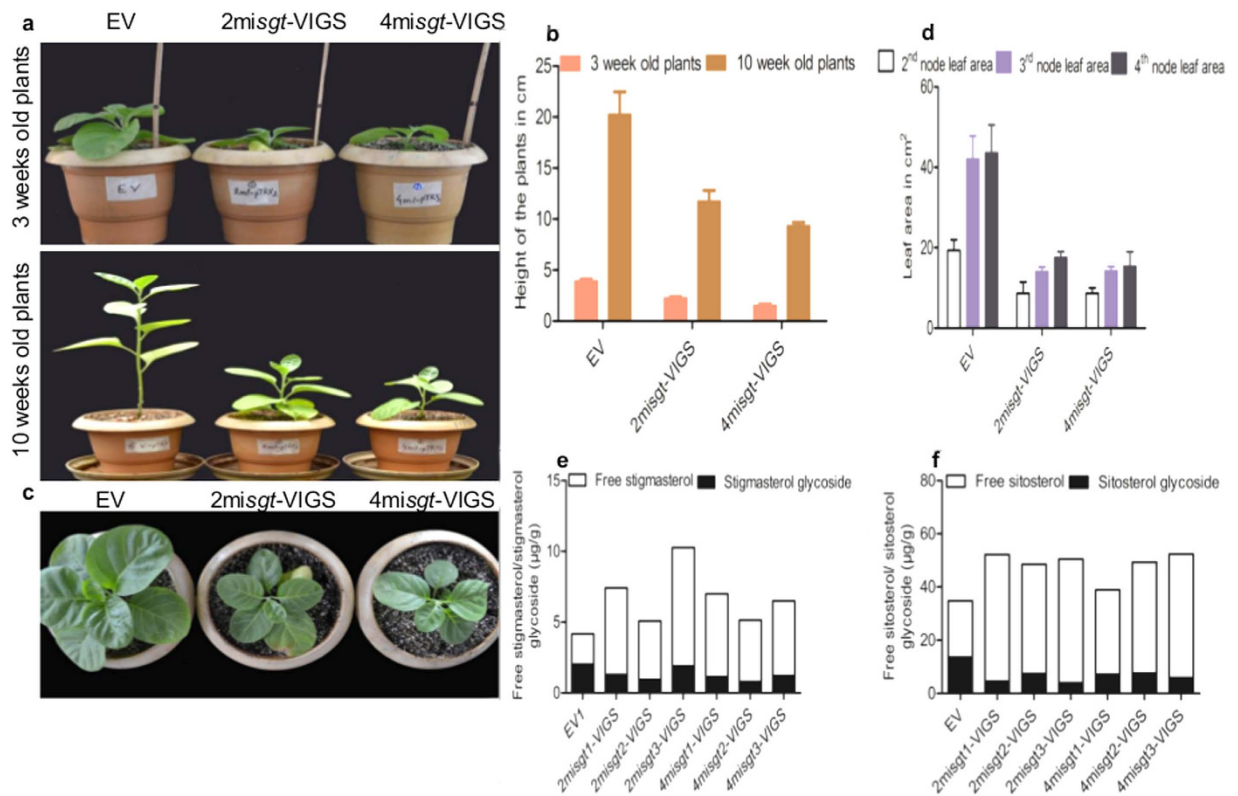 a
EV 2misgt-VIGS 4misgt-VIGS
3 weeks old plants
EV
10 weeks old plants
c
EV 2misgt-VIGS 4misgt-VIGS
b
3 week old plants 10 week old plants
Height of the plants in cm
25
20
15
10
5
0
EV 2misgt-VIGS 4misgt-VIGS
d
2nd node leaf area 3rd node leaf area 4th node leaf area
Leaf area in cm2
60
40
20
0
EV 2misgt-VIGS 4misgt-VIGS
e
Free stigmasterol Stigmasterol glycoside
Free stigmasterol/stigmasterol
glycoside (µg/g)
15
10
5
0
EV1 2misgt1-VIGS 2misgt2-VIGS 2misgt3-VIGS 4misgt1-VIGS 4misgt2-VIGS 4misgt3-VIGS
f
Free sitosterol Sitosterol glycoside
Free sitosterol/ sitosterol
glycoside (µg/g)
80
60
40
20
0
EV 2misgt1-VIGS 2misgt2-VIGS 2misgt3-VIGS 4misgt1-VIGS 4misgt2-VIGS 4misgt3-VIGS